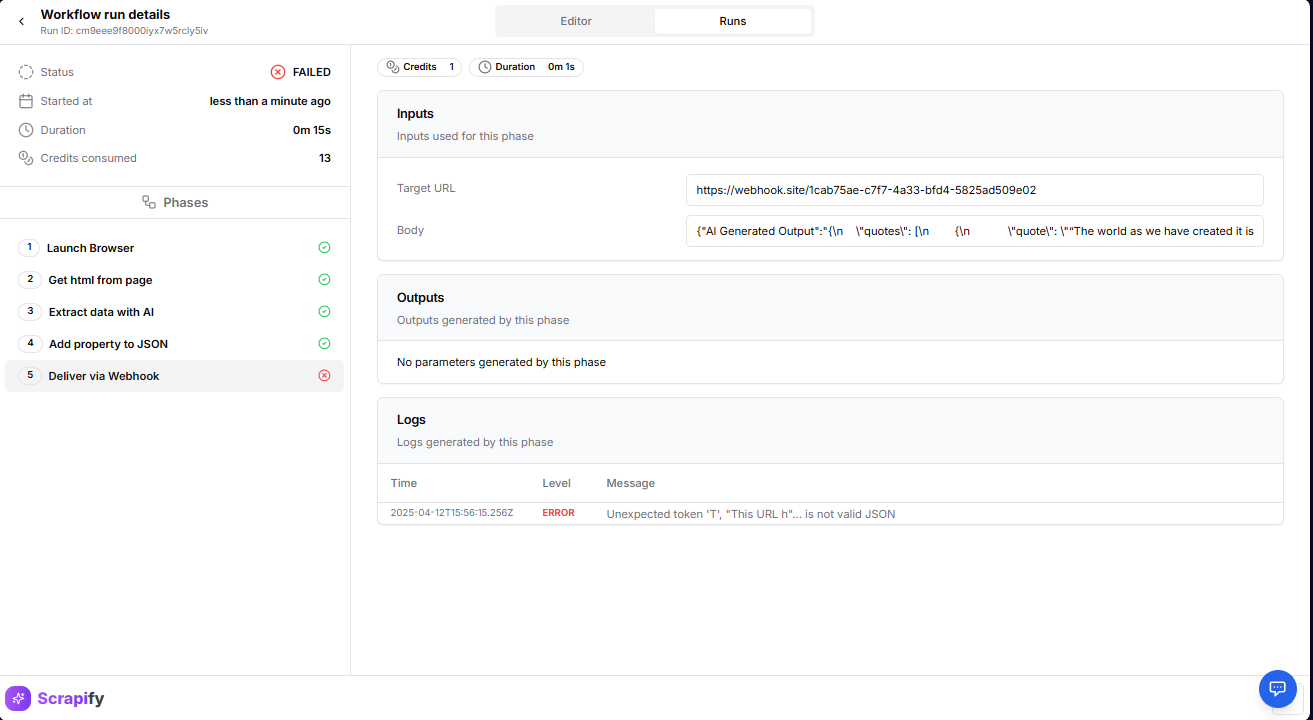 Workflow run details
Run ID: cm9eee9f8000iyx7w5rcly5iv
Editor
Runs
Status
FAILED
Started at
less than a minute ago
Duration
0m 15s
Credits consumed
13
Phases
1 Launch Browser
2 Get html from page
3 Extract data with AI
4 Add property to JSON
5 Deliver via Webhook
Credits 1
Duration 0m 1s
Inputs
Inputs used for this phase
Target URL
https://webhook.site/1cab75ae-c7f7-4a33-bfd4-5825ad509e02
Body
{"AI Generated Output":"{\n    \"quotes\": [\n        {\n            \"quote\": \"“The world as we have created it is
Outputs
Outputs generated by this phase
No parameters generated by this phase
Logs
Logs generated by this phase
Time Level Message
2025-04-12T15:56:15.256Z ERROR Unexpected token 'T', "This URL h"... is not valid JSON
Scrapify